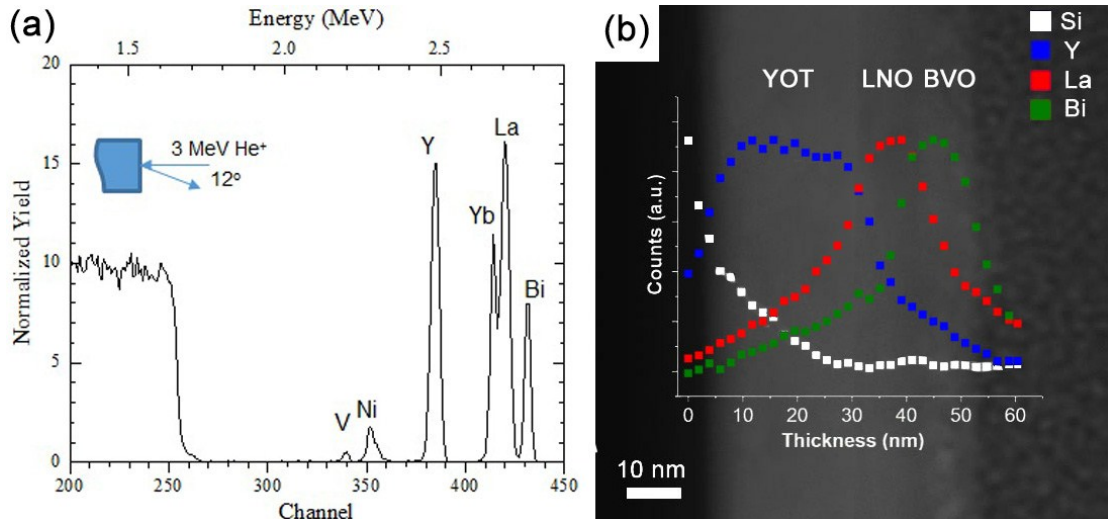 (a)
Energy (MeV)
1.5 2.0 2.5
20
15
10
5
0
Normalized Yield
3 MeV He⁺
12°
V
Ni
Y
Yb
La
Bi
200 250 300 350 400 450
Channel
(b)
Si
Y
La
Bi
YOT LNO BVO
Counts (a.u.)
0 10 20 30 40 50 60
Thickness (nm)
10 nm